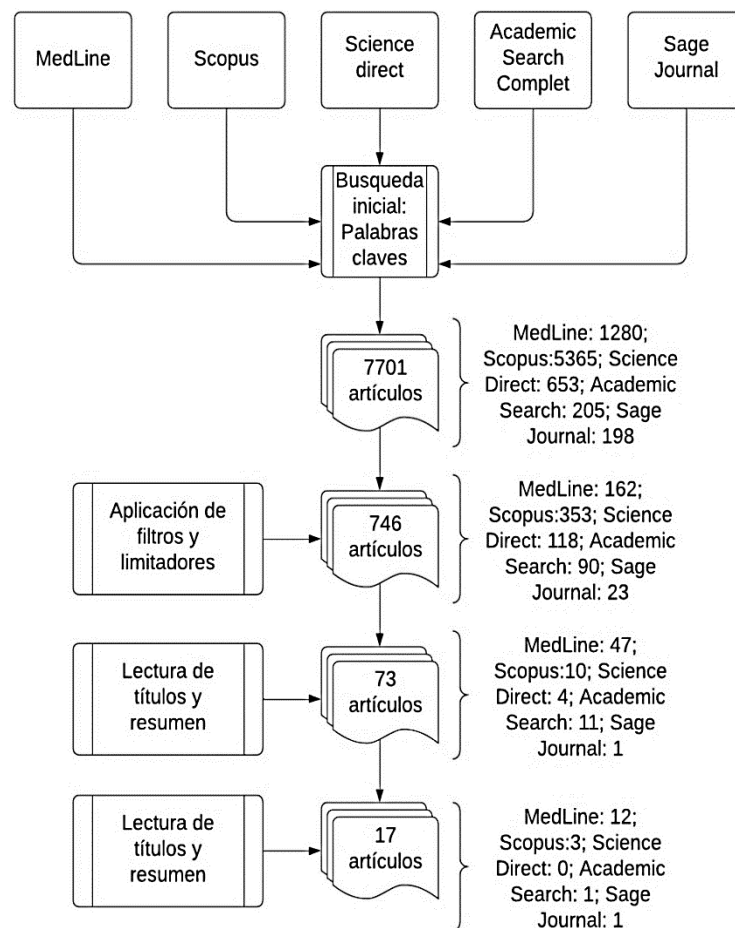 MedLine
Scopus
Science
direct
Academic
Search
Complet
Sage
Journal
Busqueda
inicial:
Palabras
claves
7701
artículos
MedLine: 1280;
Scopus:5365; Science
Direct: 653; Academic
Search: 205; Sage
Journal: 198
Aplicación de
filtros y
limitadores
746
artículos
MedLine: 162;
Scopus:353; Science
Direct: 118; Academic
Search: 90; Sage
Journal: 23
Lectura de
títulos y
resumen
73
artículos
MedLine: 47;
Scopus:10; Science
Direct: 4; Academic
Search: 11; Sage
Journal: 1
Lectura de
títulos y
resumen
17
artículos
MedLine: 12;
Scopus:3; Science
Direct: 0; Academic
Search: 1; Sage
Journal: 1